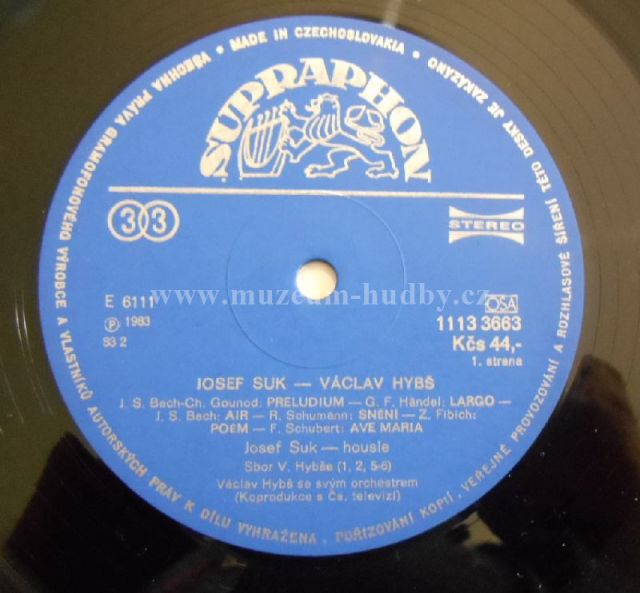 VŠECHNA PRÁVA GRAMOFONOVÉHO VÝROBCE A VLASTNÍKŮ AUTORSKÝCH PRÁV K DÍLU VYHRAŽENA. POŘIZOVÁNÍ KOPIÍ, VEŘEJNÉ PROVOZOVÁNÍ A ROZHLASOVÉ ŠÍŘENÍ TÉTO DESKY JE ZAKÁZÁNO • MADE IN CZECHOSLOVAKIA •
SUPRAPHON
33
STEREO
E 6111
www.muzeum-hudby.cz
OSA
Ⓟ 1983
1113 3663
S3 2
Kčs 44,-
1. strana
JOSEF SUK — VÁCLAV HYBŠ
J. S. Bach-Ch. Gounod: PRELUDIUM — G. F. Händel: LARGO —
J. S. Bach: AIR — R. Schumann: SNĚNÍ — Z. Fibich:
POEM — F. Schubert: AVE MARIA
Josef Suk — housle
Sbor V. Hybše (1, 2, 5-6)
Václav Hybš se svým orchestrem
(Koprodukce s Čs. televizí)